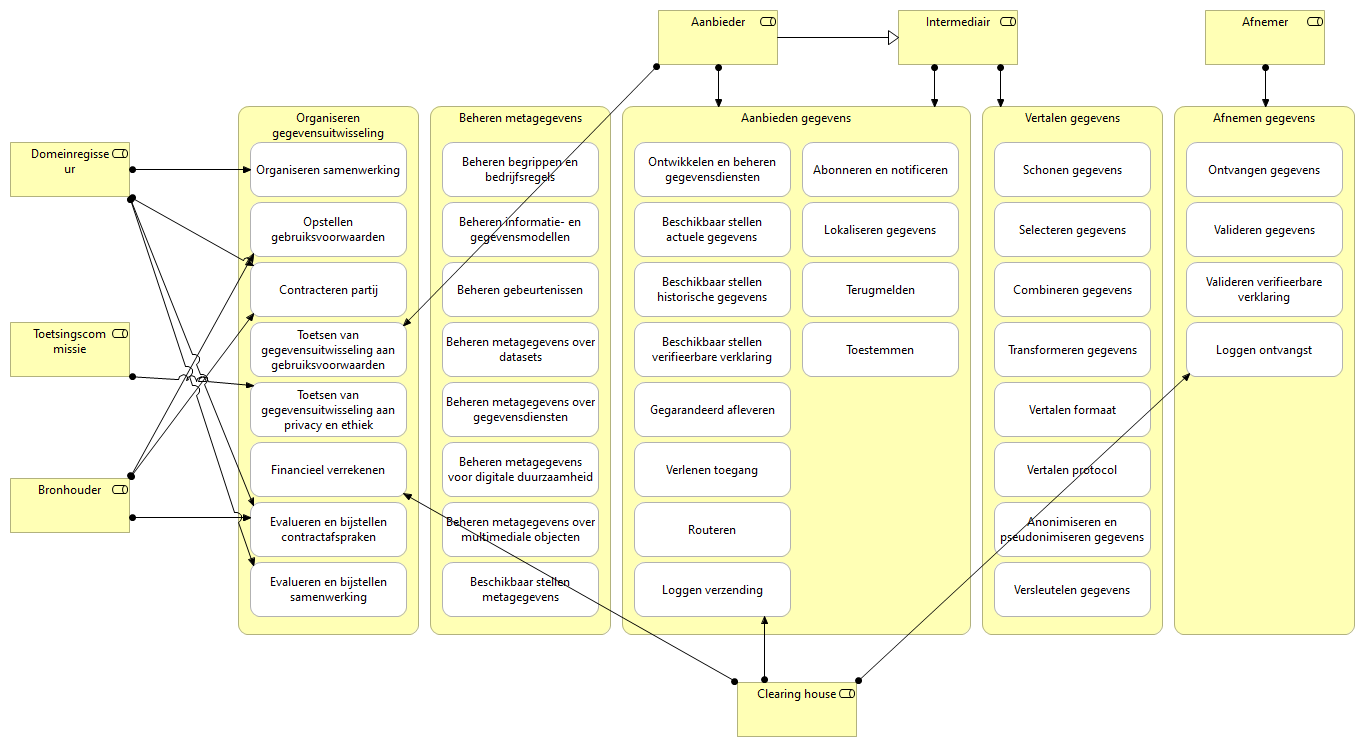 Aanbieder
Intermediair
Afnemer
Domeinregisse
ur
Toetsingscom
missie
Bronhouder
Organiseren
gegevensuitwisseling
Organiseren samenwerking
Opstellen
gebruiksvoorwaarden
Contracteren partij
Toetsen van
gegevensuitwisseling aan
gebruiksvoorwaarden
Toetsen van
gegevensuitwisseling aan
privacy en ethiek
Financieel verrekenen
Evalueren en bijstellen
contractafspraken
Evalueren en bijstellen
samenwerking
Beheren metagegevens
Beheren begrippen en
bedrijfsregels
Beheren informatie- en
gegevensmodellen
Beheren gebeurtenissen
Beheren metagegevens over
datasets
Beheren metagegevens over
gegevensdiensten
Beheren metagegevens
voor digitale duurzaamheid
Beheren metagegevens over
multimediale objecten
Beschikbaar stellen
metagegevens
Aanbieden gegevens
Ontwikkelen en beheren
gegevensdiensten
Beschikbaar stellen
actuele gegevens
Beschikbaar stellen
historische gegevens
Beschikbaar stellen
verifieerbare verklaring
Gegarandeerd afleveren
Verlenen toegang
Routeren
Loggen verzending
Abonneren en notificeren
Lokaliseren gegevens
Terugmelden
Toestemmen
Vertalen gegevens
Schonen gegevens
Selecteren gegevens
Combineren gegevens
Transformeren gegevens
Vertalen formaat
Vertalen protocol
Anonimiseren en
pseudonimiseren gegevens
Versleutelen gegevens
Afnemen gegevens
Ontvangen gegevens
Valideren gegevens
Valideren verifieerbare
verklaring
Loggen ontvangst
Clearing house